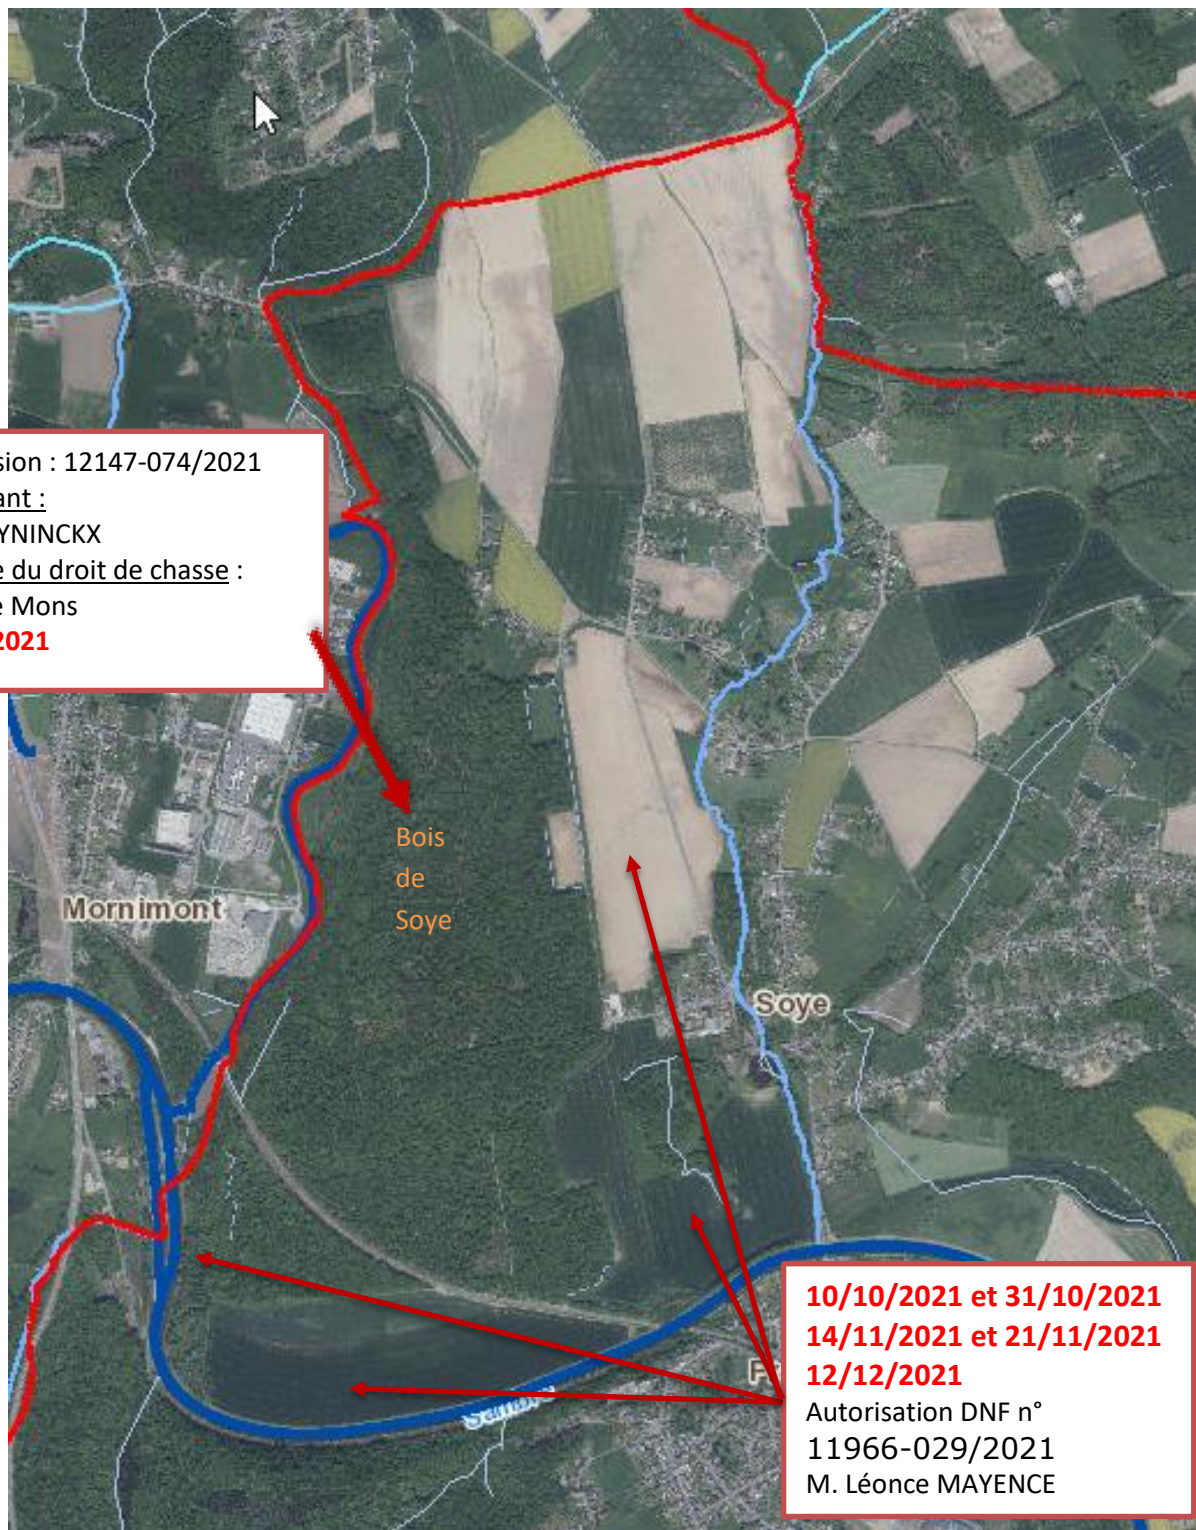 sion : 12147-074/2021
ant :
YNINCKX
e du droit de chasse :
e Mons
2021
Bois
de
Soye
Mornimont
Soye
Sambre
10/10/2021 et 31/10/2021
14/11/2021 et 21/11/2021
12/12/2021
Autorisation DNF n°
11966-029/2021
M. Léonce MAYENCE